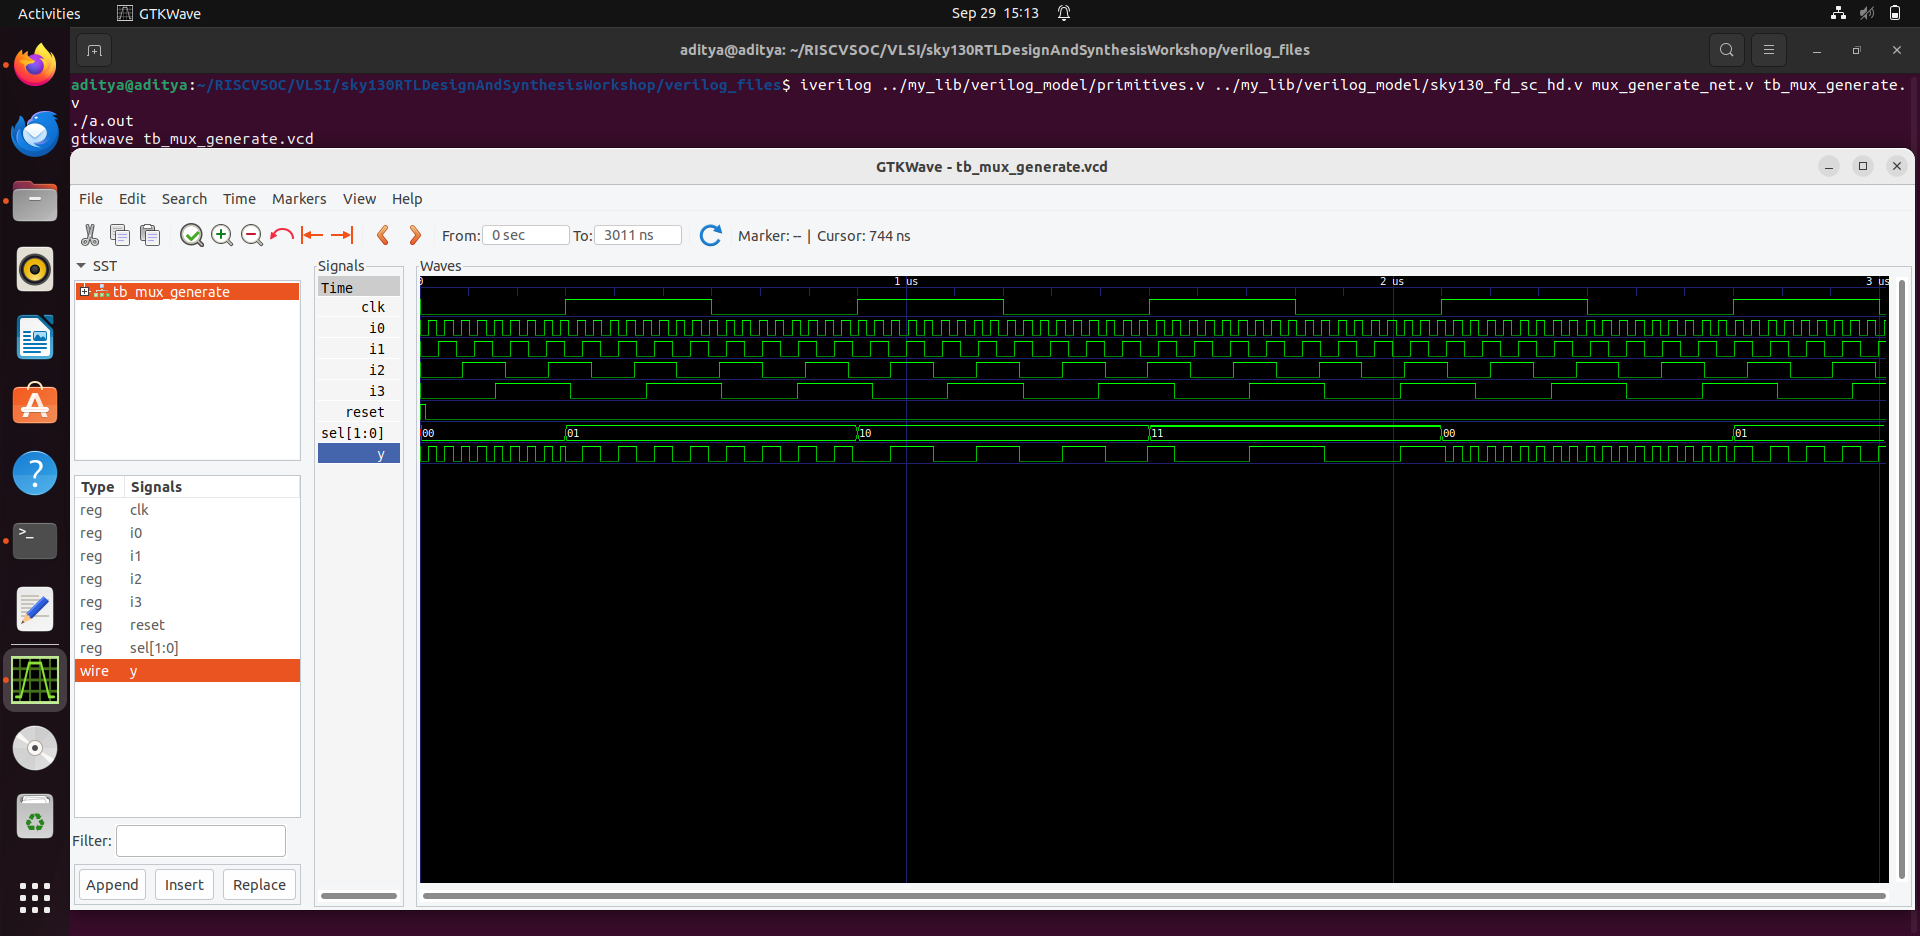 Activities GTKWave Sep 29 15:13
aditya@aditya: ~/RISCVSOC/VLSI/sky130RTLDesignAndSynthesisWorkshop/verilog_files
aditya@aditya:~/RISCVSOC/VLSI/sky130RTLDesignAndSynthesisWorkshop/verilog_files$ iverilog ../my_lib/verilog_model/primitives.v ../my_lib/verilog_model/sky130_fd_sc_hd.v mux_generate_net.v tb_mux_generate.
v
./a.out
gtkwave tb_mux_generate.vcd
GTKWave - tb_mux_generate.vcd
File Edit Search Time Markers View Help
From: 0 sec To: 3011 ns Marker: -- | Cursor: 744 ns
SST
tb_mux_generate
Type Signals
reg clk
reg i0
reg i1
reg i2
reg i3
reg reset
reg sel[1:0]
wire y
Filter:
Append Insert Replace
Signals
Time
clk
i0
i1
i2
i3
reset
sel[1:0]
y
Waves
0 1 us 2 us 3 us
00 01 10 11 00 01